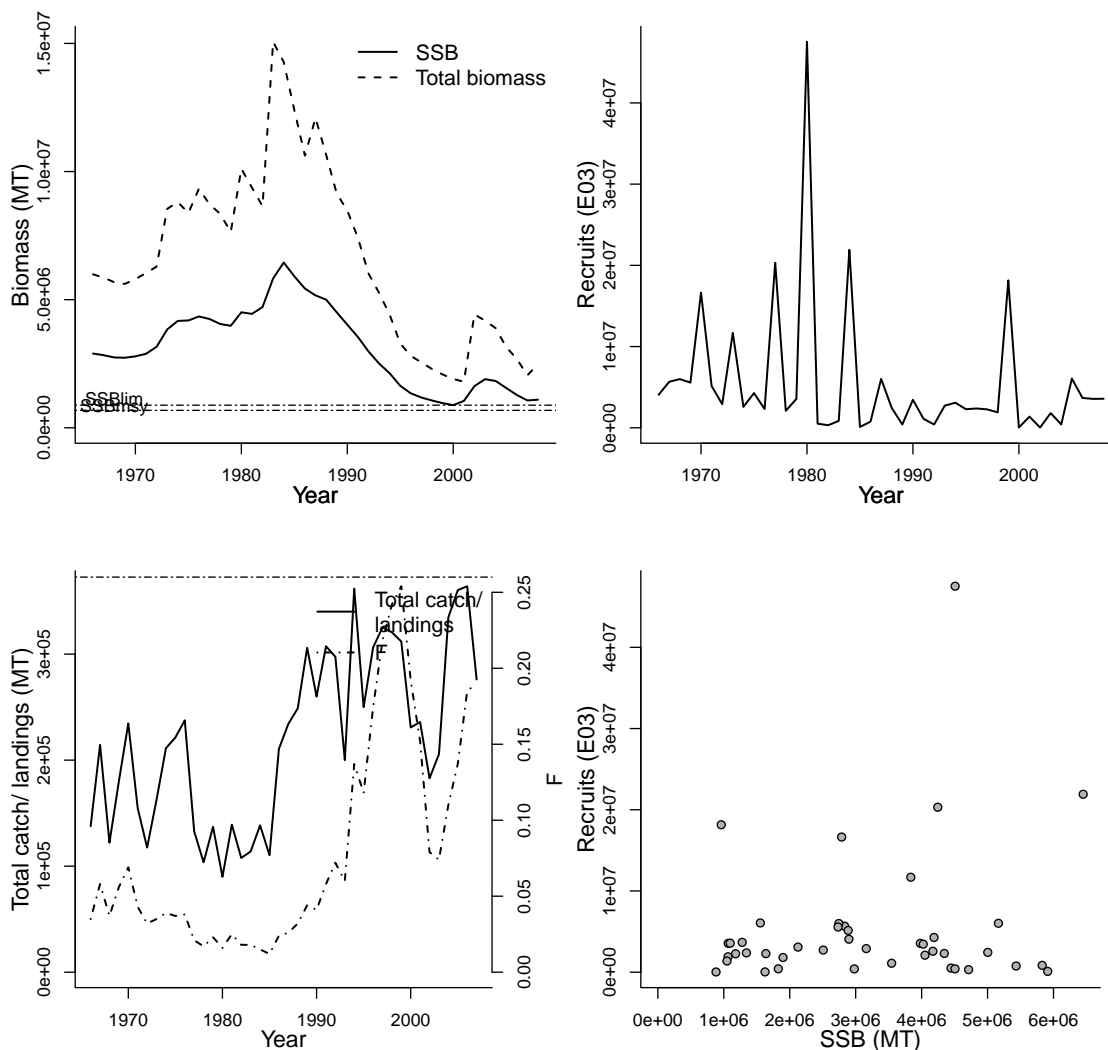 SSB
Total biomass
Biomass (MT)
0.0e+00 5.0e+06 1.0e+07 1.5e+07
SSBlim
SSBmsy
1970 1980 1990 2000
Year
Recruits (E03)
0e+00 1e+07 2e+07 3e+07 4e+07
1970 1980 1990 2000
Year
Total catch/ landings (MT)
0e+00 1e+05 2e+05 3e+05
Total catch/
landings
F
0.00 0.05 0.10 0.15 0.20 0.25
F
1970 1980 1990 2000
Year
Recruits (E03)
0e+00 1e+07 2e+07 3e+07 4e+07
0e+00 1e+06 2e+06 3e+06 4e+06 5e+06 6e+06
SSB (MT)